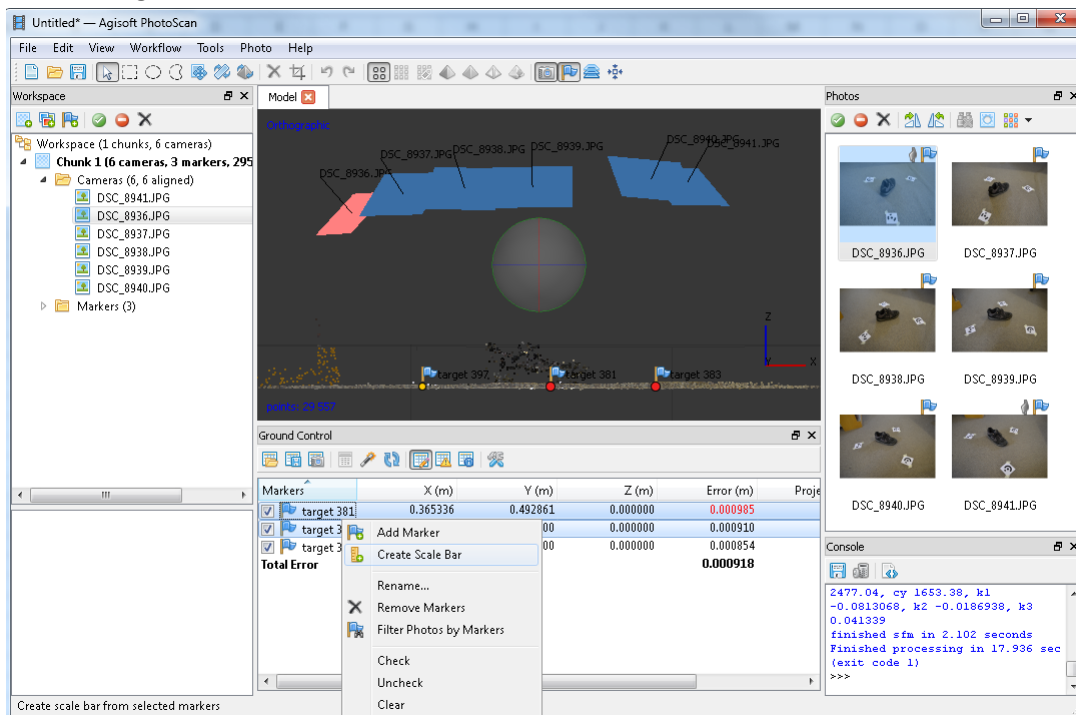 Untitled* — Agisoft PhotoScan
File Edit View Workflow Tools Photo Help
Workspace
Workspace (1 chunks, 6 cameras)
Chunk 1 (6 cameras, 3 markers, 295
Cameras (6, 6 aligned)
DSC_8941.JPG
DSC_8936.JPG
DSC_8937.JPG
DSC_8938.JPG
DSC_8939.JPG
DSC_8940.JPG
Markers (3)
Model
Orthographic
DSC_8936.JPG
DSC_8937.JPG
DSC_8938.JPG
DSC_8939.JPG
DSC_8940.JPG
DSC_8941.JPG
Z
X
target 397
target 381
target 383
points: 29 557
Ground Control
Markers X (m) Y (m) Z (m) Error (m) Proje
target 381 0.365336 0.492861 0.000000 0.000985
target 3 00 0.000000 0.000910
target 3 00 0.000000 0.000854
Total Error 0.000918
Add Marker
Create Scale Bar
Rename...
Remove Markers
Filter Photos by Markers
Check
Uncheck
Clear
Photos
DSC_8936.JPG DSC_8937.JPG
DSC_8938.JPG DSC_8939.JPG
DSC_8940.JPG DSC_8941.JPG
Console
2477.04, cy 1653.38, k1
-0.0813068, k2 -0.0186938, k3
0.041339
finished sfm in 2.102 seconds
Finished processing in 17.936 sec
(exit code 1)
>>>
Create scale bar from selected markers